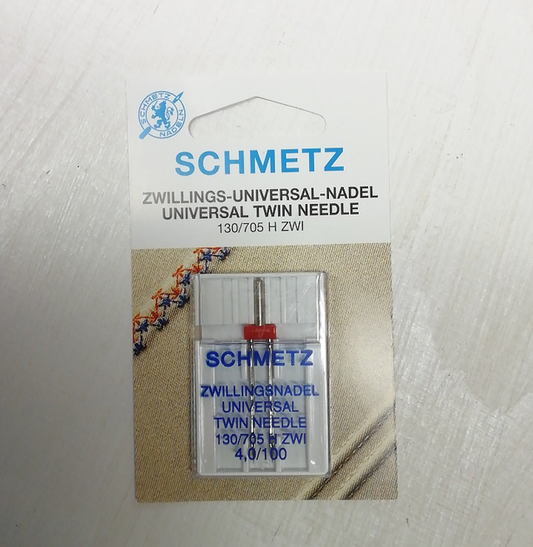 SCHMETZ
NADELN
SCHMETZ
ZWILLINGS-UNIVERSAL-NADEL
UNIVERSAL TWIN NEEDLE
130/705 H ZWI
SCHMETZ
ZWILLINGSNADEL
UNIVERSAL
TWIN NEEDLE
130/705 H ZWI
4,0/100